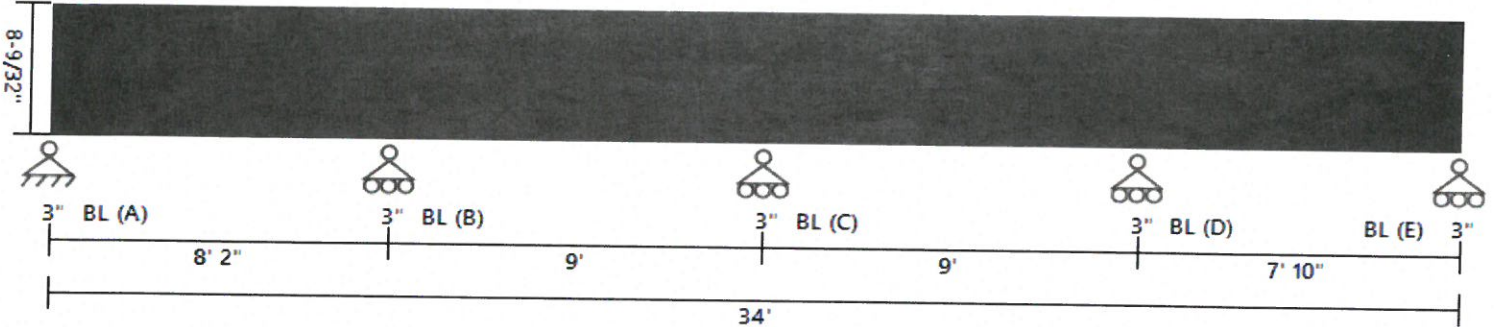 8-9/32"
3" BL (A)
3" BL (B)
3" BL (C)
3" BL (D)
BL (E) 3"
8' 2"
9'
9'
7' 10"
34'